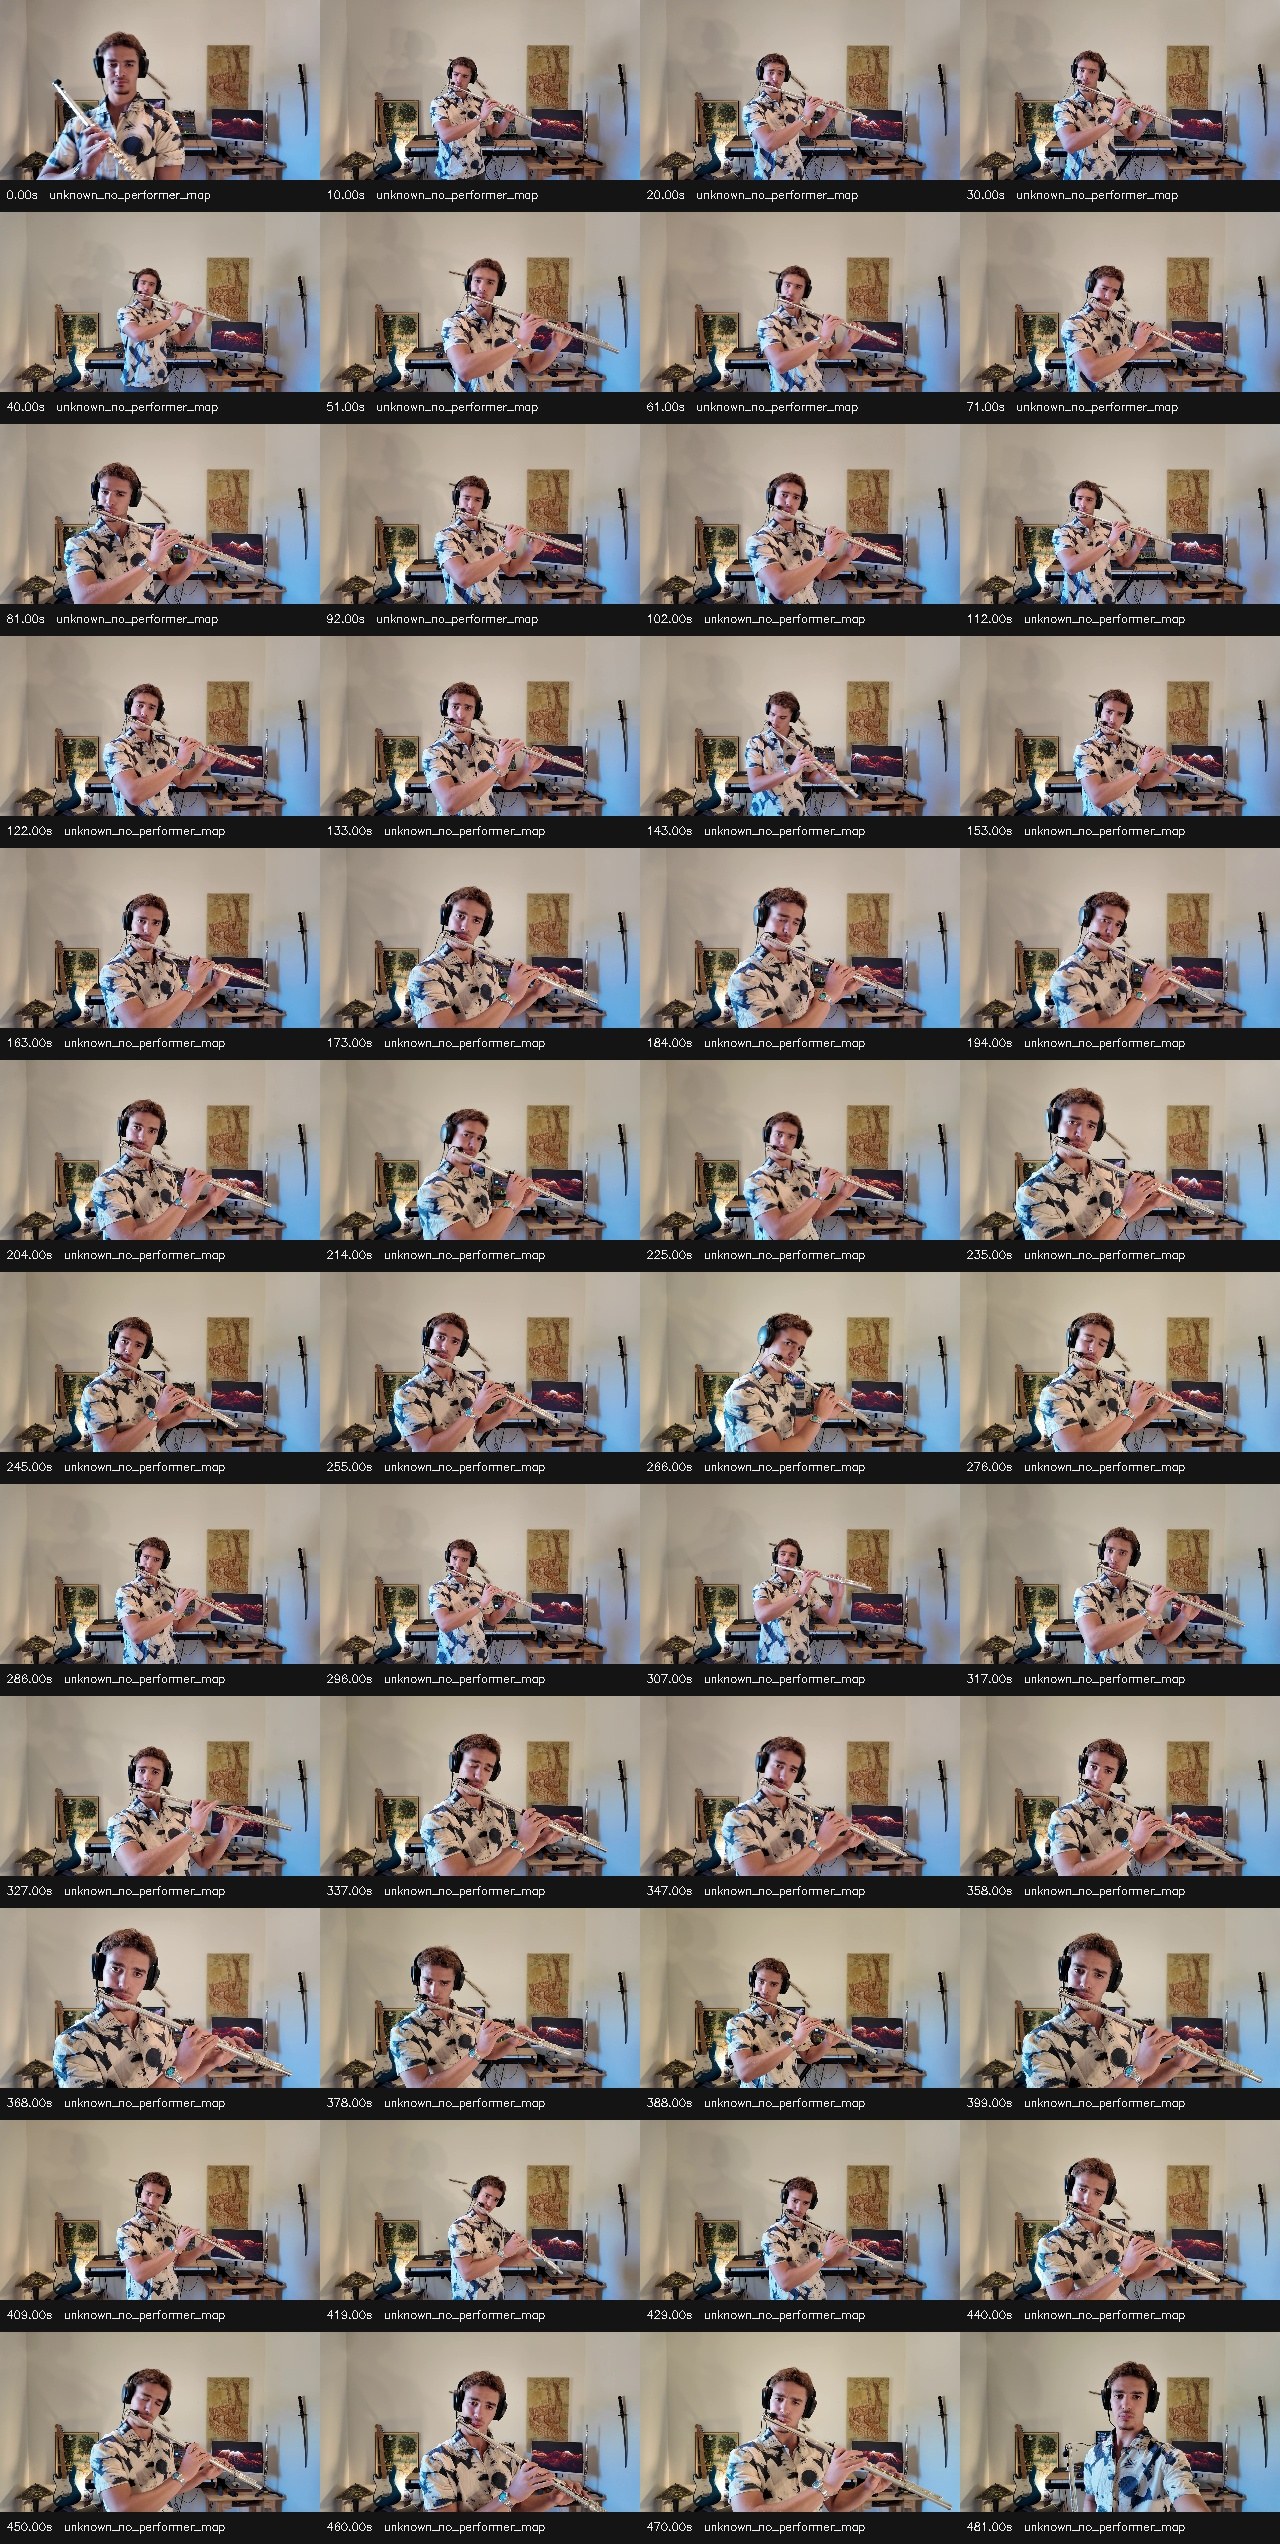 0.00s unknown_no_performer_map
10.00s unknown_no_performer_map
20.00s unknown_no_performer_map
30.00s unknown_no_performer_map
40.00s unknown_no_performer_map
51.00s unknown_no_performer_map
61.00s unknown_no_performer_map
71.00s unknown_no_performer_map
81.00s unknown_no_performer_map
92.00s unknown_no_performer_map
102.00s unknown_no_performer_map
112.00s unknown_no_performer_map
122.00s unknown_no_performer_map
133.00s unknown_no_performer_map
143.00s unknown_no_performer_map
153.00s unknown_no_performer_map
163.00s unknown_no_performer_map
173.00s unknown_no_performer_map
184.00s unknown_no_performer_map
194.00s unknown_no_performer_map
204.00s unknown_no_performer_map
214.00s unknown_no_performer_map
225.00s unknown_no_performer_map
235.00s unknown_no_performer_map
245.00s unknown_no_performer_map
255.00s unknown_no_performer_map
266.00s unknown_no_performer_map
276.00s unknown_no_performer_map
286.00s unknown_no_performer_map
296.00s unknown_no_performer_map
307.00s unknown_no_performer_map
317.00s unknown_no_performer_map
327.00s unknown_no_performer_map
337.00s unknown_no_performer_map
347.00s unknown_no_performer_map
358.00s unknown_no_performer_map
368.00s unknown_no_performer_map
378.00s unknown_no_performer_map
388.00s unknown_no_performer_map
399.00s unknown_no_performer_map
409.00s unknown_no_performer_map
419.00s unknown_no_performer_map
429.00s unknown_no_performer_map
440.00s unknown_no_performer_map
450.00s unknown_no_performer_map
460.00s unknown_no_performer_map
470.00s unknown_no_performer_map
481.00s unknown_no_performer_map